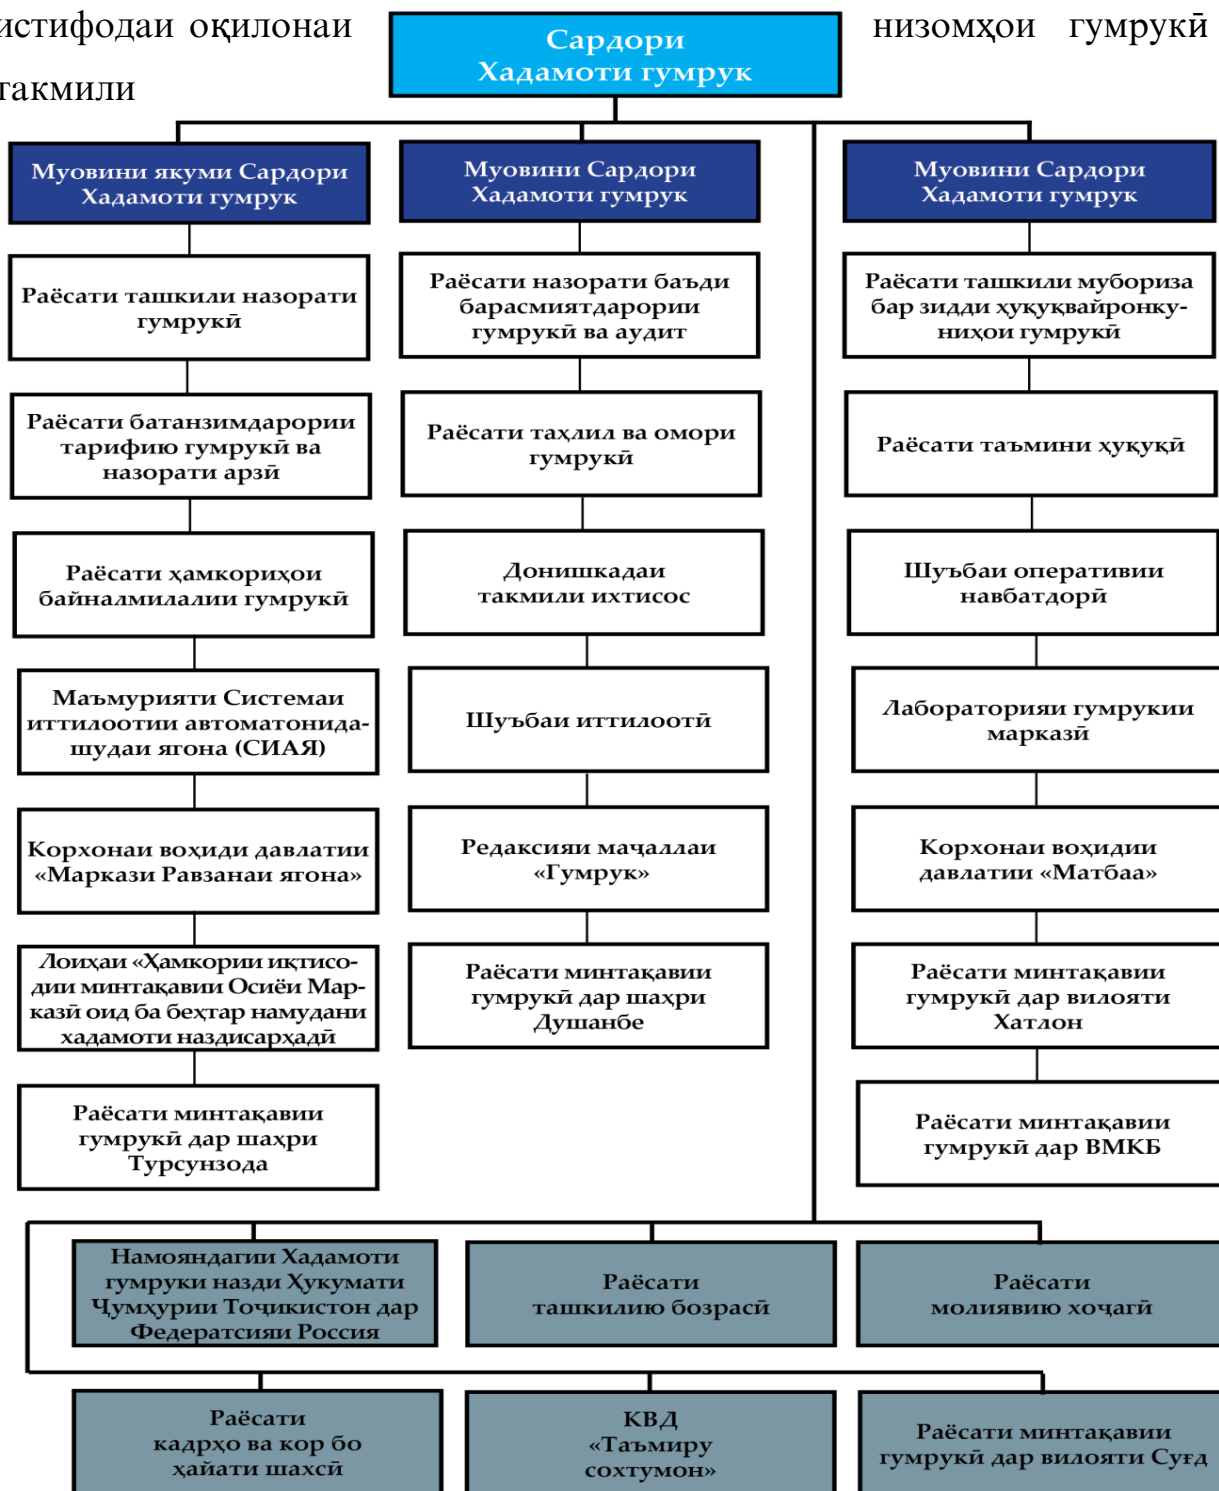 истифодаи оқилонаи
низомҳои гумрукӣ
такмили
Сардори
Хадамоти гумрук
Муовини якуми Сардори
Хадамоти гумрук
Раёсати ташкили назорати
гумрукӣ
Раёсати батанзимдарории
тарифию гумрукӣ ва
назорати арзӣ
Раёсати ҳамкориҳои
байналмилалии гумрукӣ
Маъмурияти Системаи
иттилоотии автоматонида-
шудаи ягона (СИАЯ)
Корхонаи воҳиди давлатии
«Маркази Равзанаи ягона»
Лоиҳаи «Ҳамкории иқтисо-
дии минтақавии Осиёи Мар-
казӣ оид ба беҳтар намудани
хадамоти наздисарҳадӣ
Раёсати минтақавии
гумрукӣ дар шаҳри
Турсунзода
Муовини Сардори
Хадамоти гумрук
Раёсати назорати баъди
барасмиятдарории
гумрукӣ ва аудит
Раёсати таҳлил ва омори
гумрукӣ
Донишкадаи
такмили ихтисос
Шуъбаи иттилоотӣ
Редаксияи маҷаллаи
«Гумрук»
Раёсати минтақавии
гумрукӣ дар шаҳри
Душанбе
Муовини Сардори
Хадамоти гумрук
Раёсати ташкили мубориза
бар зидди ҳуқуқвайронку-
ниҳои гумрукӣ
Раёсати таъмини ҳуқуқӣ
Шуъбаи оперативии
навбатдорӣ
Лабораторияи гумрукии
марказӣ
Корхонаи воҳидии
давлатии «Матбаа»
Раёсати минтақавии
гумрукӣ дар вилояти
Хатлон
Раёсати минтақавии
гумрукӣ дар ВМКБ
Намояндагии Хадамоти
гумруки назди Ҳукумати
Ҷумҳурии Тоҷикистон дар
Федератсияи Россия
Раёсати
ташкилию бозрасӣ
Раёсати
молиявию хоҷагӣ
Раёсати
кадрҳо ва кор бо
ҳайати шахсӣ
КВД
«Таъмиру
сохтумон»
Раёсати минтақавии
гумрукӣ дар вилояти Суғд